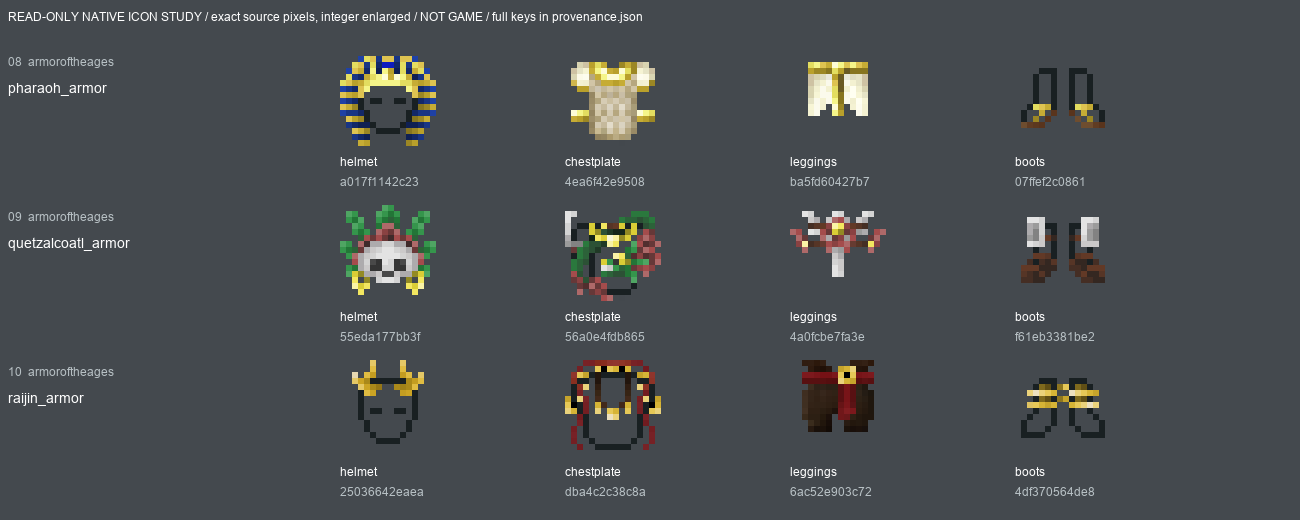 READ-ONLY NATIVE ICON STUDY / exact source pixels, integer enlarged / NOT GAME / full keys in provenance.json
08 armoroftheages
pharaoh_armor
helmet
chestplate
leggings
boots
a017f1142c23
4ea6f42e9508
ba5fd60427b7
07ffef2c0861
09 armoroftheages
quetzalcoatl_armor
helmet
chestplate
leggings
boots
55eda177bb3f
56a0e4fdb865
4a0fcbe7fa3e
f61eb3381be2
10 armoroftheages
raijin_armor
helmet
chestplate
leggings
boots
25036642eaea
dba4c2c38c8a
6ac52e903c72
4df370564de8